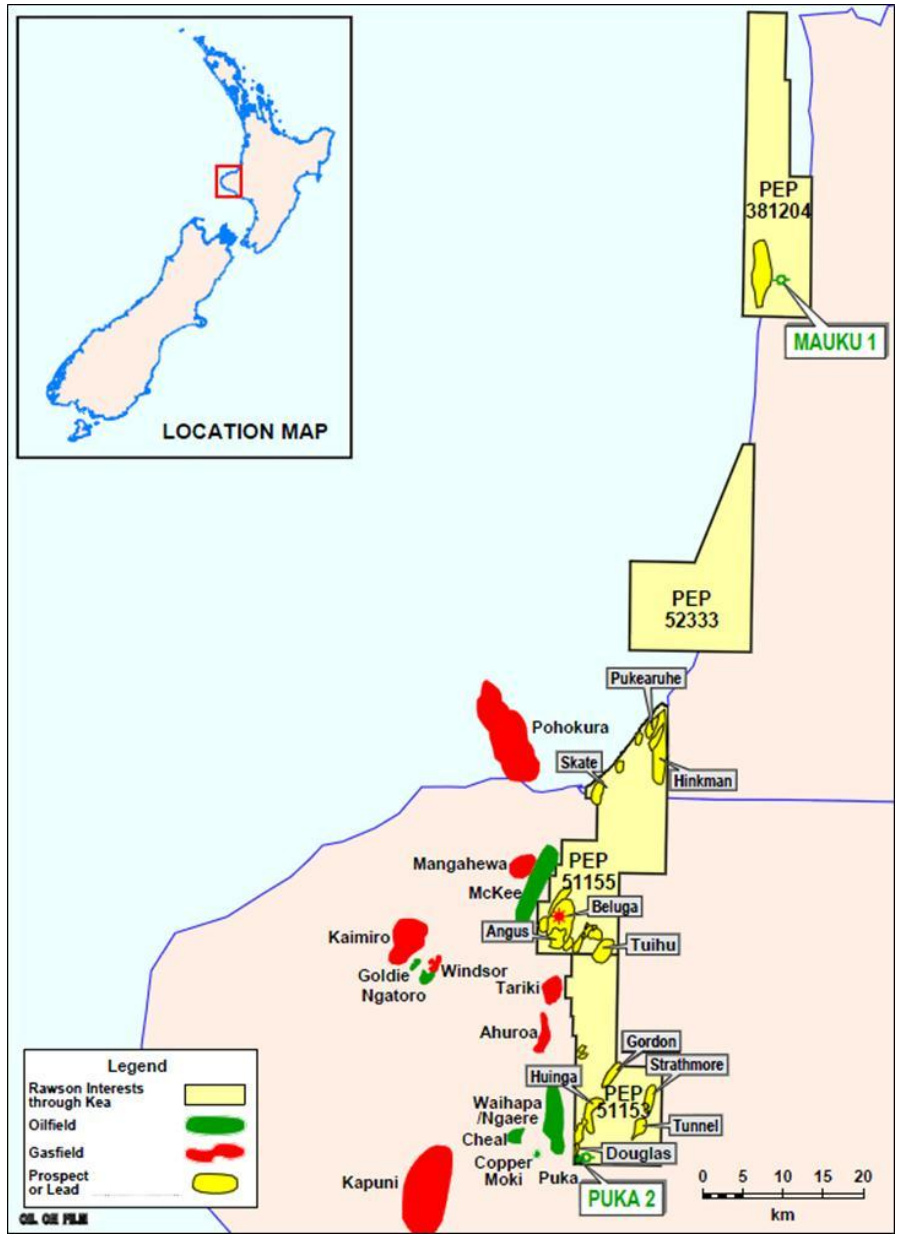 LOCATION MAP
PEP
381204
MAUKU 1
PEP
52333
Pukearuhe
Pohokura
Skate
Hinkman
Mangahewa
PEP
51155
McKee
Beluga
Angus
Kaimiro
Tuihu
Goldie
Windsor
Ngatoro
Tariki
Ahuroa
Gordon
Strathmore
Huinga
PEP
51153
Waihapa
/Ngaere
Tunnel
Cheal
Douglas
Copper
Moki
Puka
Kapuni
PUKA 2
0 5 10 15 20
km
Legend
Rawson Interests
through Kea
Oilfield
Gasfield
Prospect
or Lead